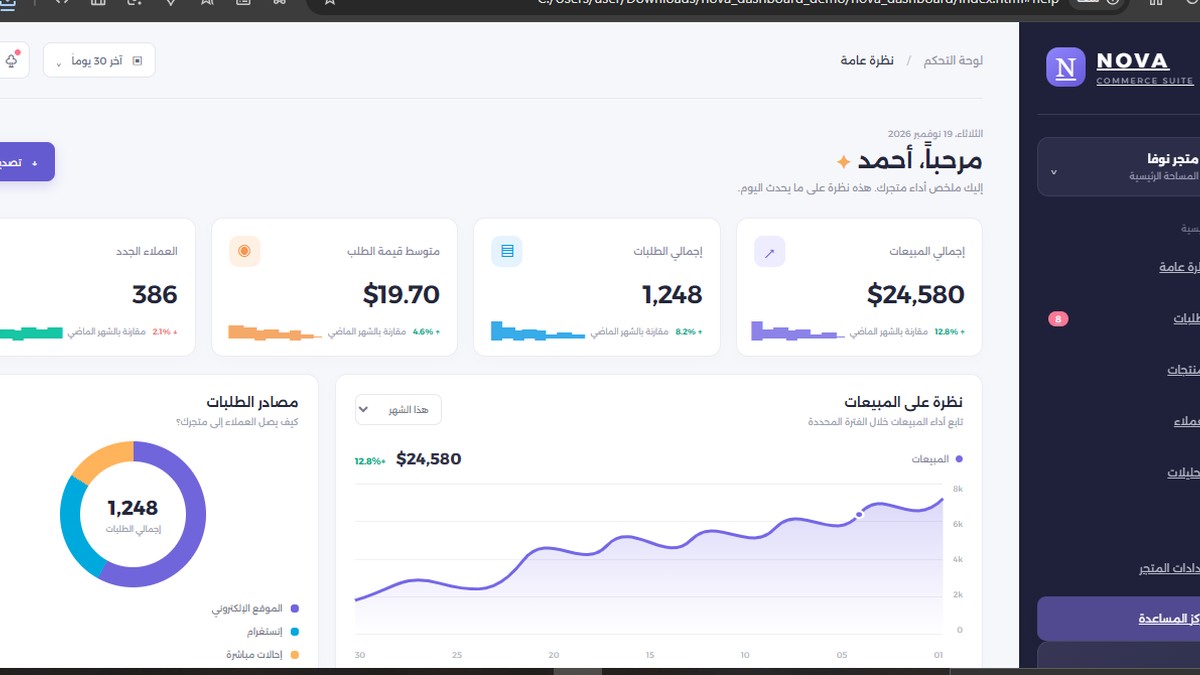 C:/Users/user/Downloads/nova_dashboard_demo/nova_dashboard/index.html#help
NOVA
COMMERCE SUITE
N
متجر نوفا
المساحة الرئيسية
8
المساعدة
لوحة التحكم / نظرة عامة
آخر 30 يوماً
الثلاثاء، 19 نوفمبر 2026
مرحباً، أحمد
إليك ملخص أداء متجرك. هذه نظرة على ما يحدث اليوم.
إجمالي المبيعات
$24,580
12.8% مقارنة بالشهر الماضي
إجمالي الطلبات
1,248
8.2% مقارنة بالشهر الماضي
متوسط قيمة الطلب
$19.70
4.6% مقارنة بالشهر الماضي
العملاء الجدد
386
2.1% مقارنة بالشهر الماضي
نظرة على المبيعات
تابع أداء المبيعات خلال الفترة المحددة
هذا الشهر
المبيعات
$24,580
12.8%+
8k
6k
4k
2k
0
01
05
10
15
20
25
30
مصادر الطلبات
كيف يصل العملاء إلى متجرك؟
1,248
إجمالي الطلبات
الموقع الإلكتروني
إنستغرام
إحالات مباشرة